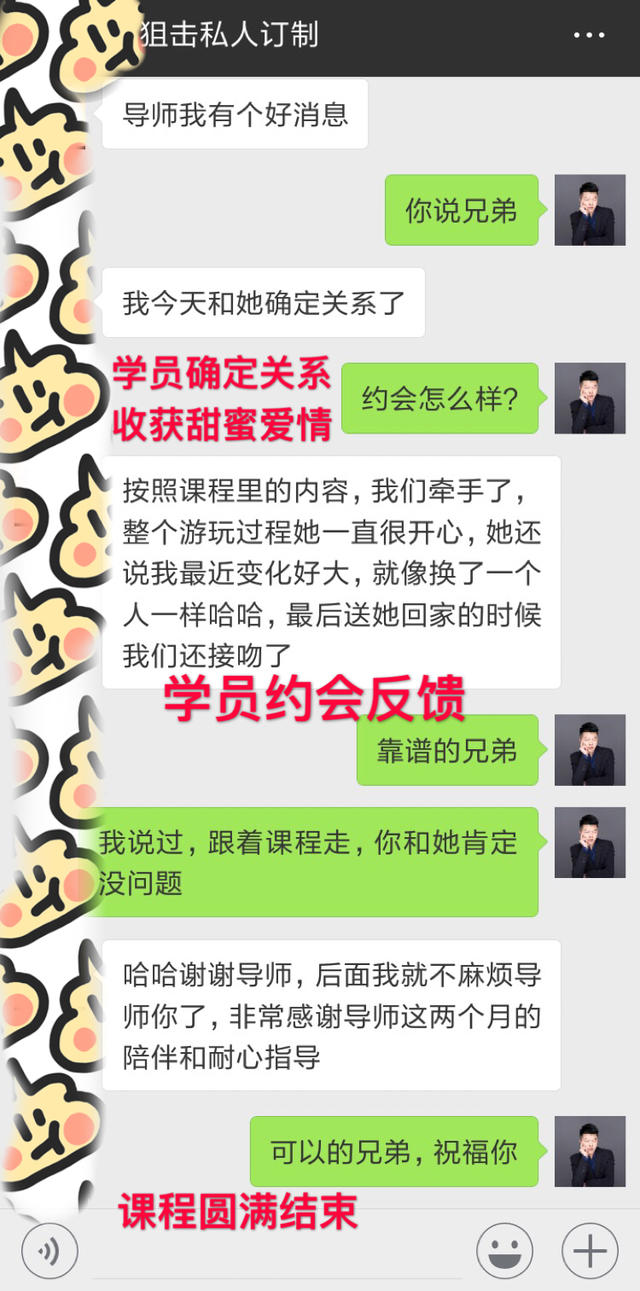 狙击私人订制
导师我有个好消息
你说兄弟
我今天和她确定关系了
学员确定关系
收获甜蜜爱情
约会怎么样？
按照课程里的内容，我们牵手了，
整个游玩过程她一直很开心，她还
说我最近变化好大，就像换了一个
人一样哈哈，最后送她回家的时候
我们还接吻了
学员约会反馈
靠谱的兄弟
我说过，跟着课程走，你和她肯定
没问题
哈哈谢谢导师，后面我就不麻烦导
师你了，非常感谢导师这两个月的
陪伴和耐心指导
可以的兄弟，祝福你
课程圆满结束